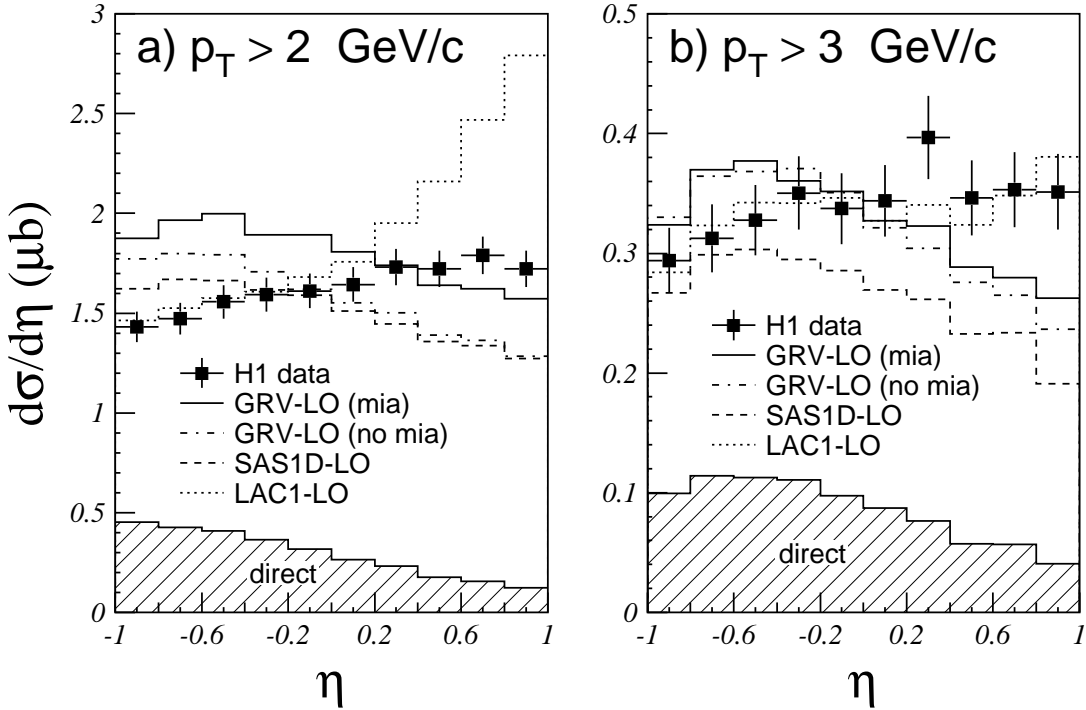 dσ/dη (μb)
a) pT > 2 GeV/c
3
2.5
2
1.5
1
0.5
0
H1 data
GRV-LO (mia)
GRV-LO (no mia)
SAS1D-LO
LAC1-LO
direct
-1 -0.6 -0.2 0.2 0.6 1
η
b) pT > 3 GeV/c
0.5
0.4
0.3
0.2
0.1
0
H1 data
GRV-LO (mia)
GRV-LO (no mia)
SAS1D-LO
LAC1-LO
direct
-1 -0.6 -0.2 0.2 0.6 1
η